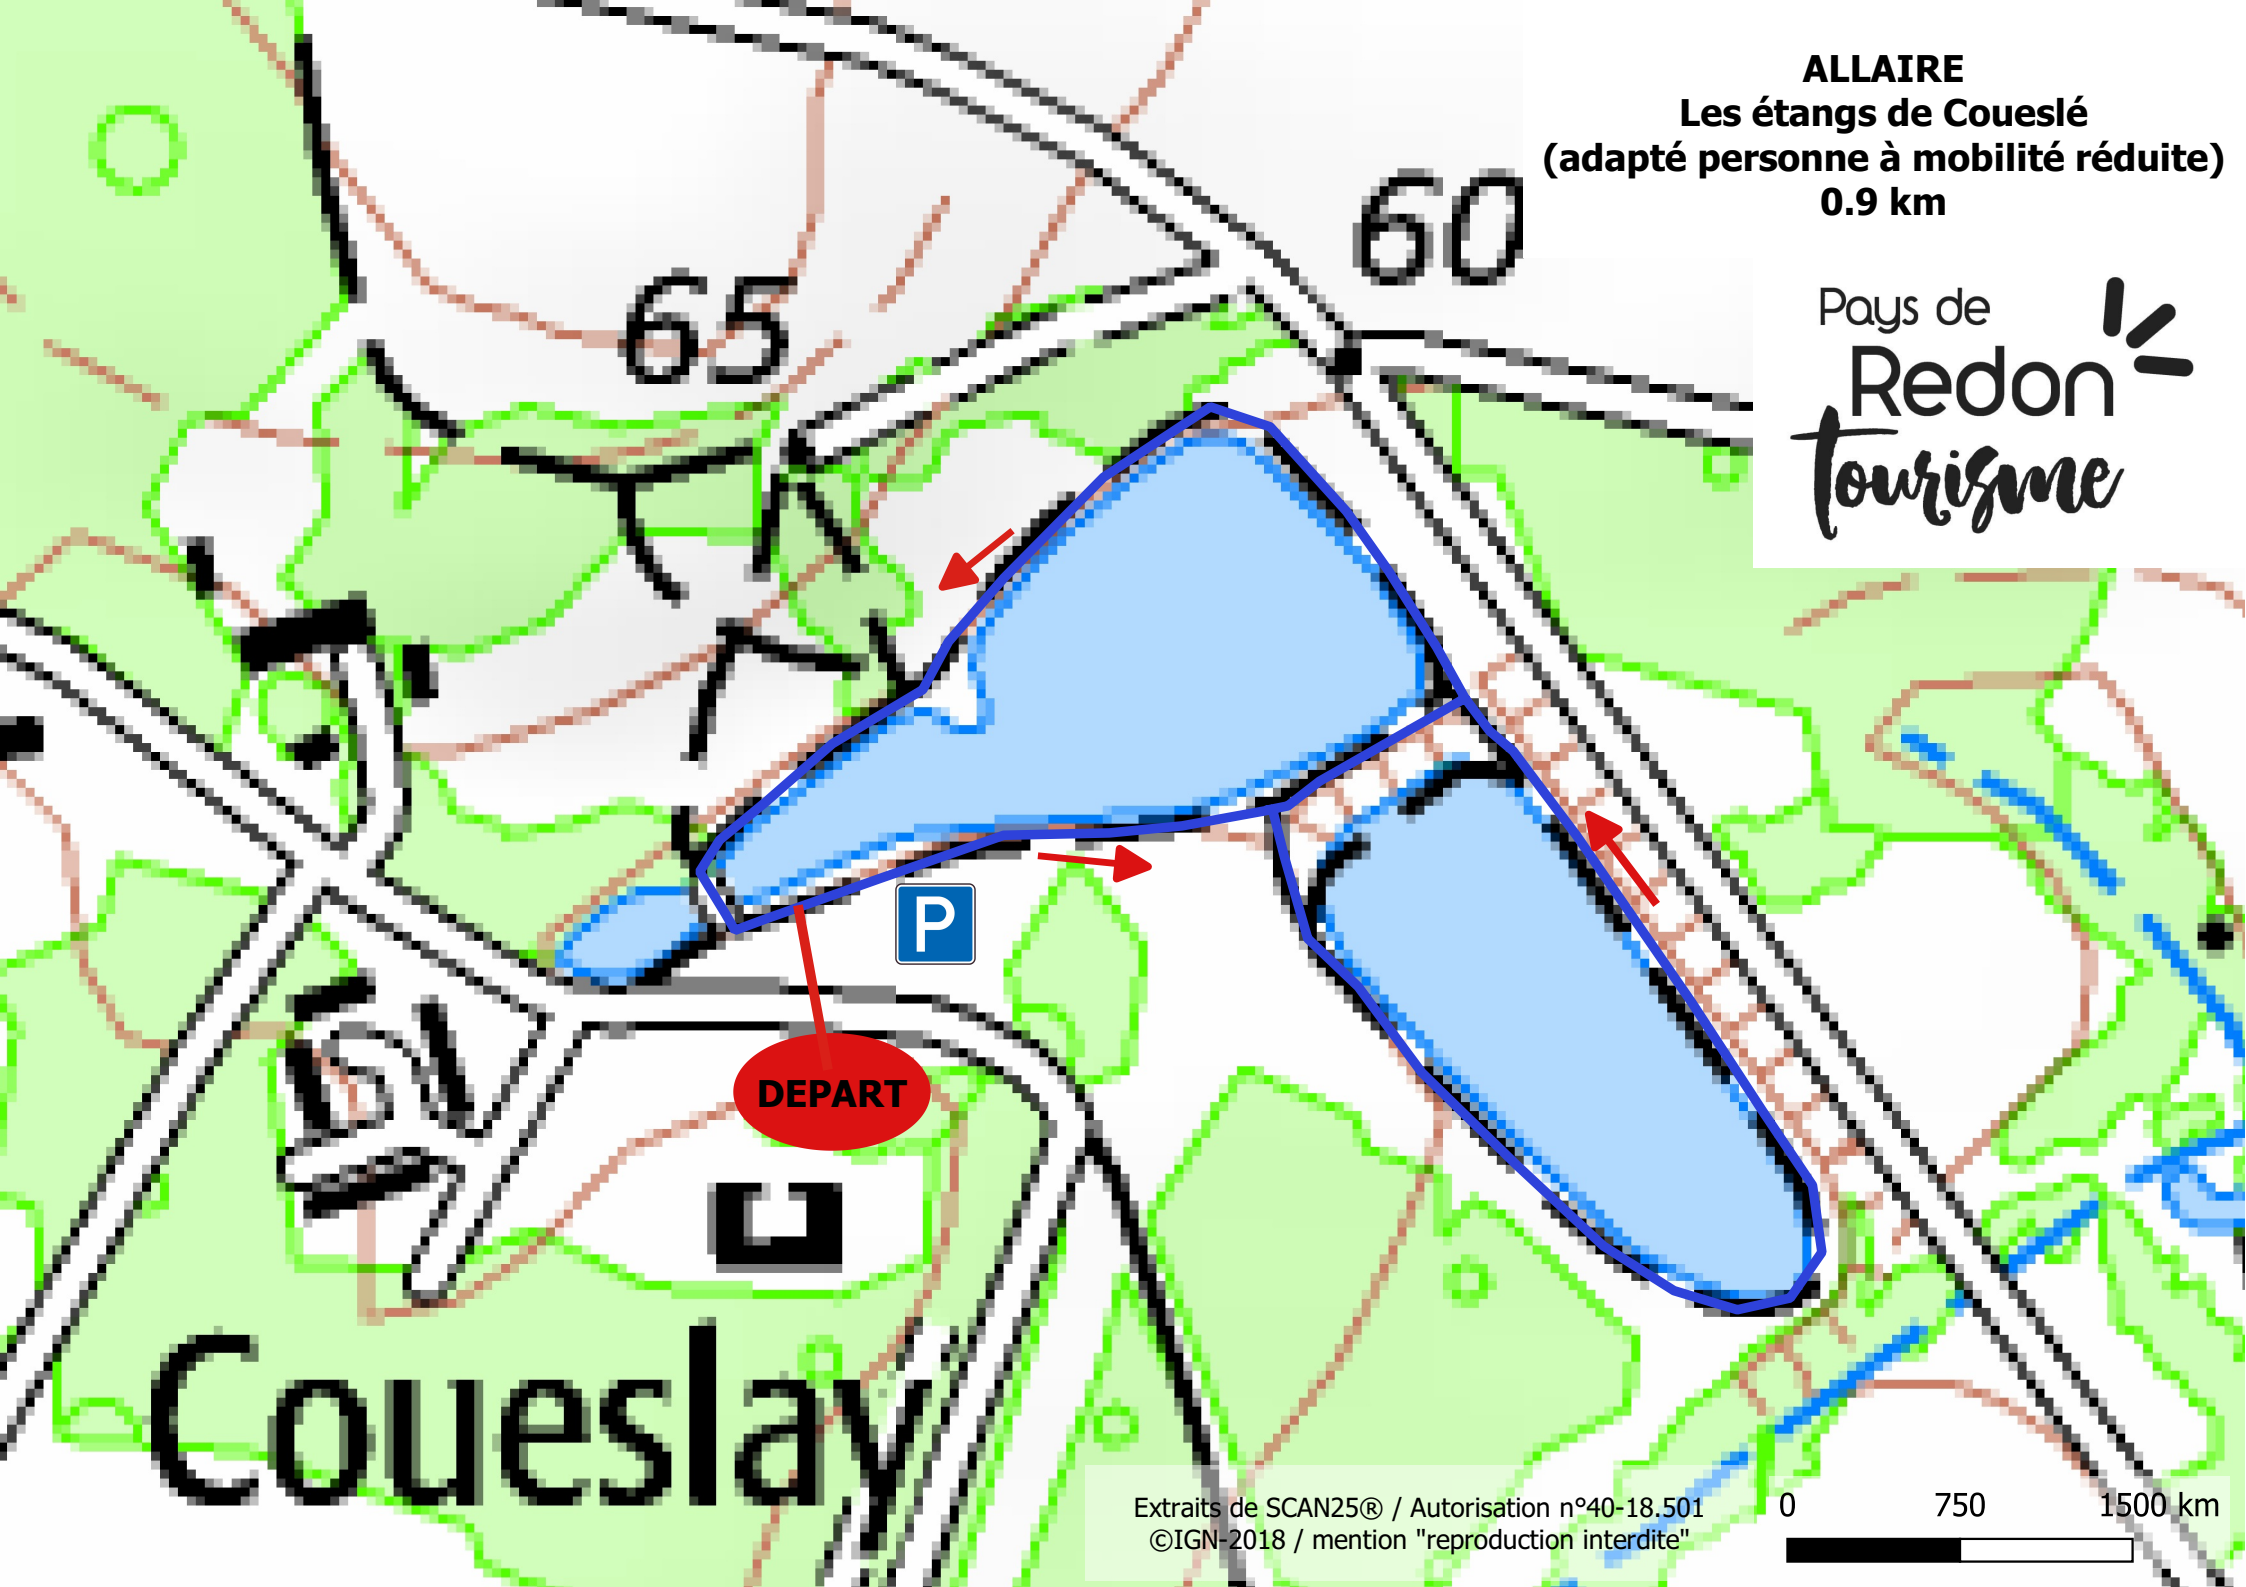 ALLAIRE
Les étangs de Coueslé
(adapté personne à mobilité réduite)
0.9 km
60
65
Pays de
Redon
Tourisme
P
DEPART
Coueslay
Extraits de SCAN25® / Autorisation n°40-18.501
©IGN-2018 / mention "reproduction interdite"
0 750 1500 km